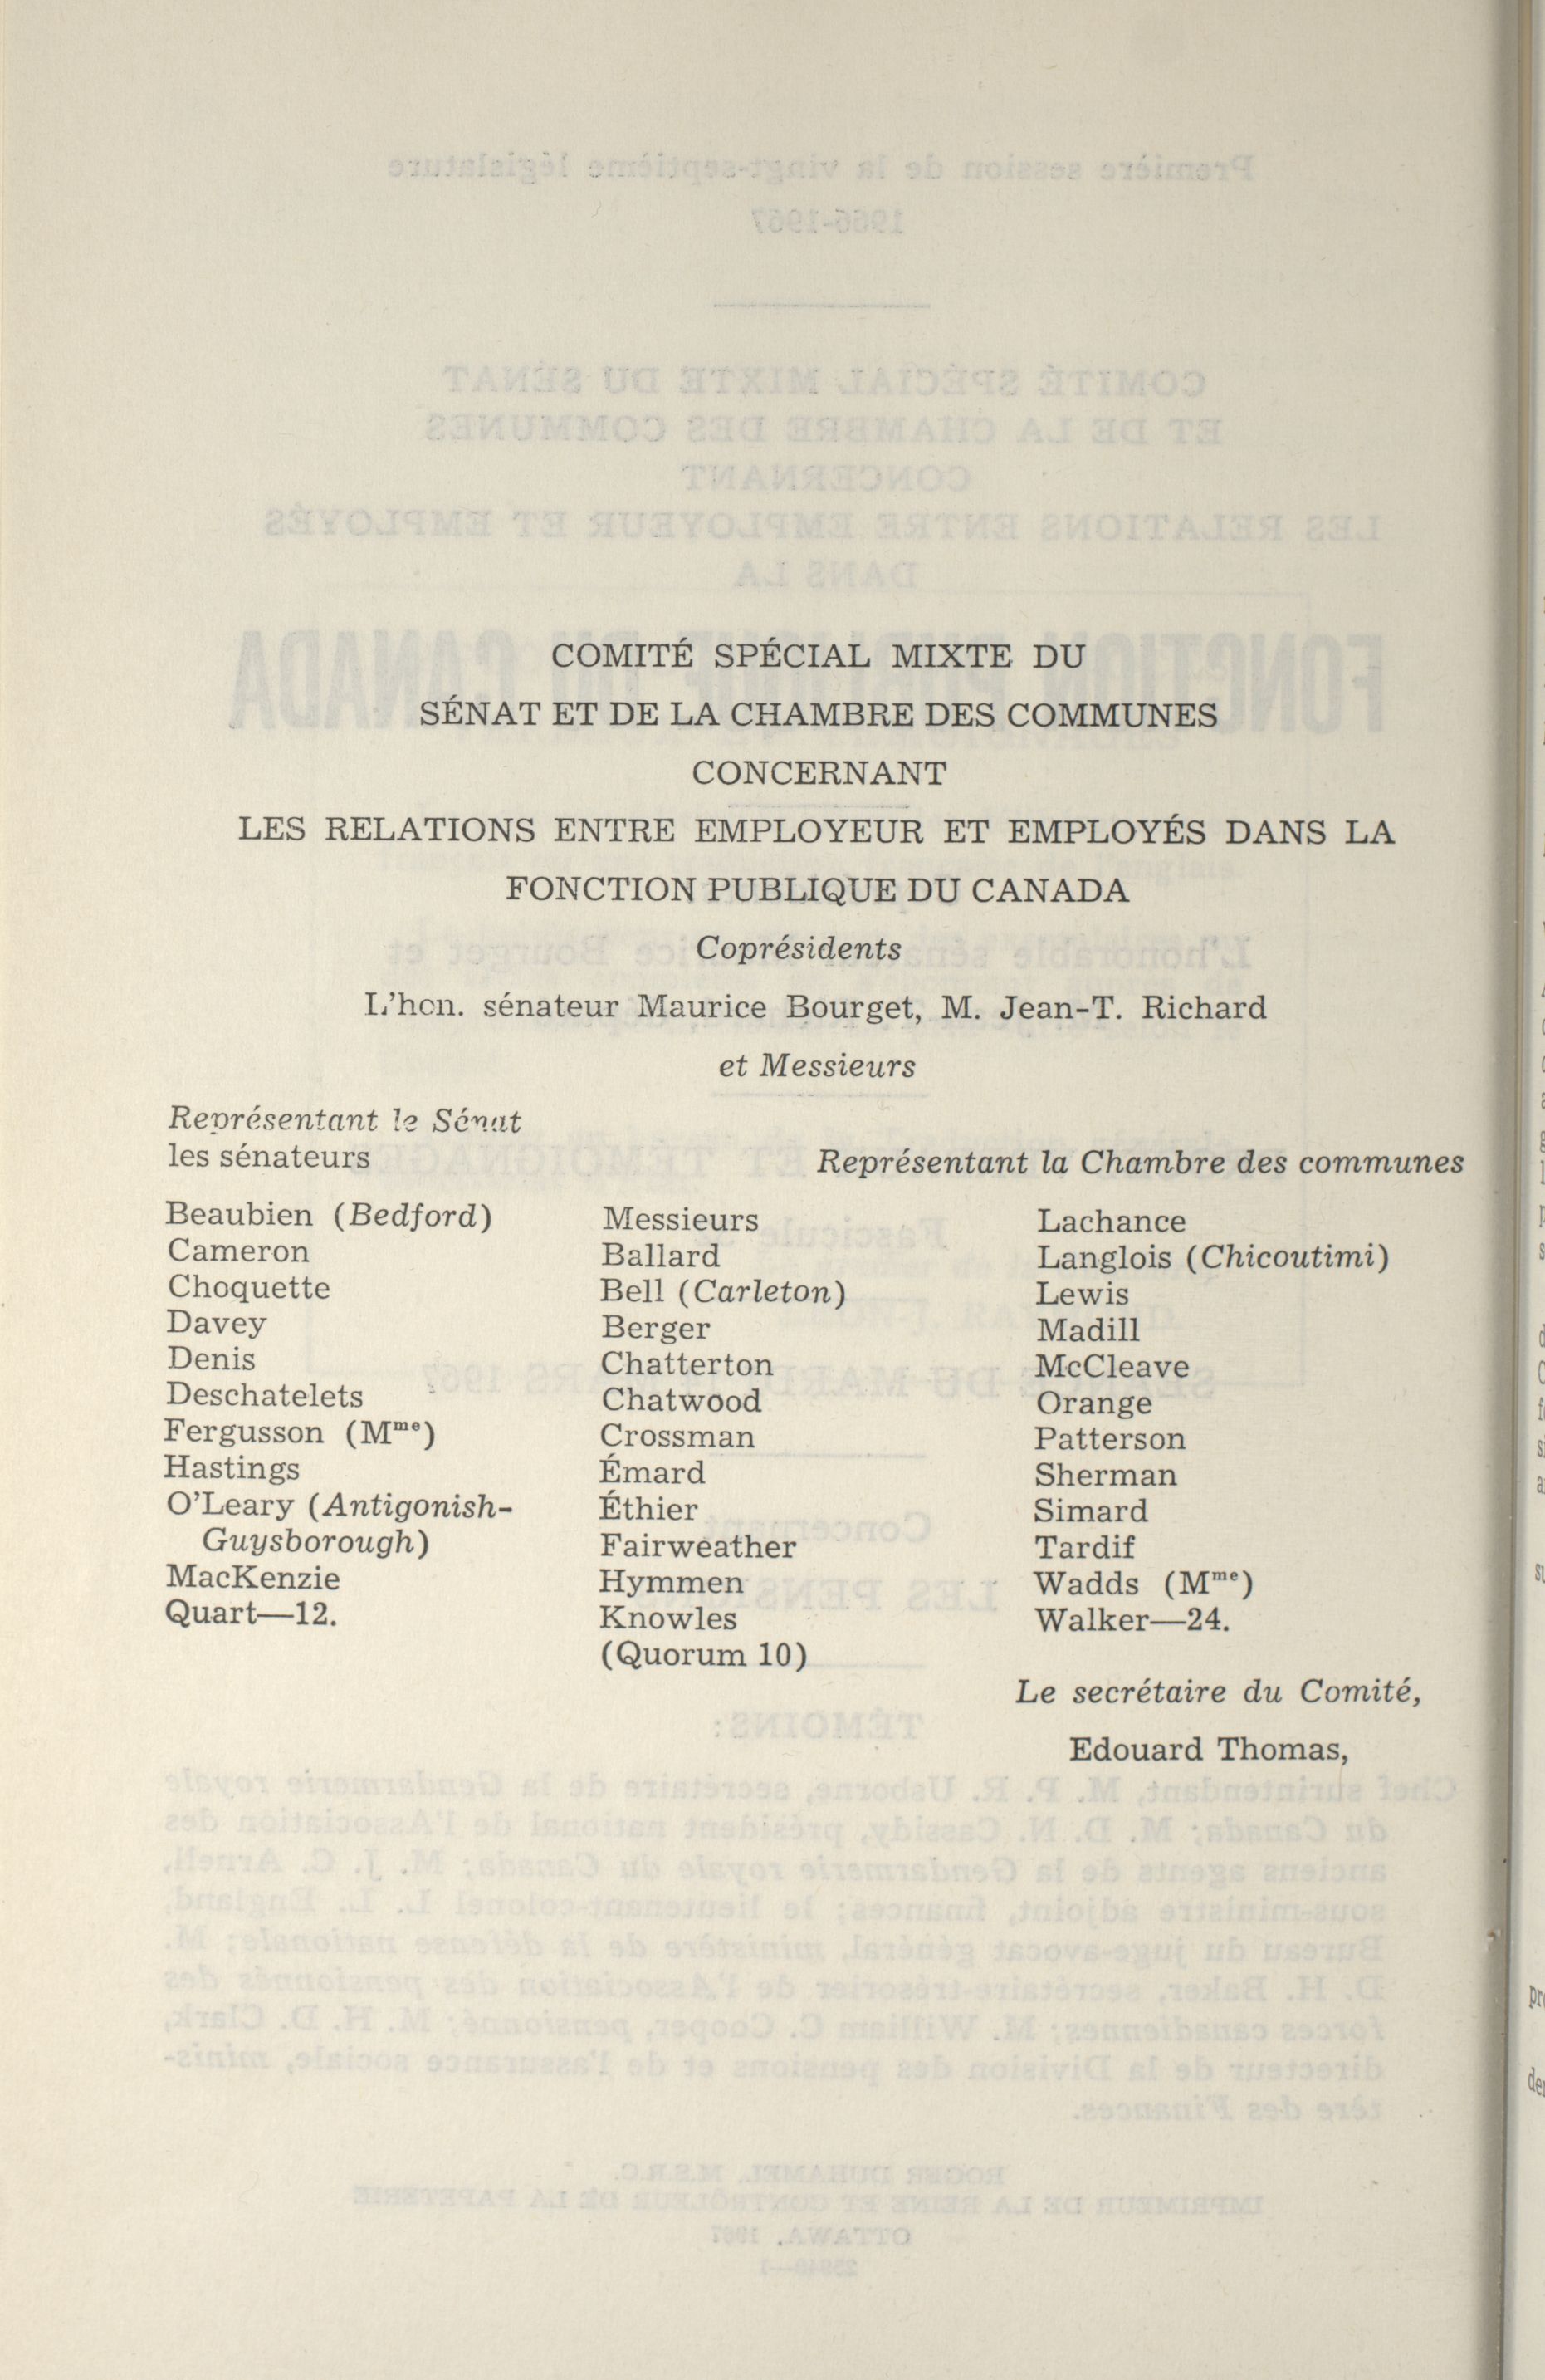 COMITÉ SPÉCIAL MIXTE DU
SÉNAT ET DE LA CHAMBRE DES COMMUNES
CONCERNANT
LES RELATIONS ENTRE EMPLOYEUR ET EMPLOYÉS DANS LA
FONCTION PUBLIQUE DU CANADA
Coprésidents
L'hon. sénateur Maurice Bourget, M. Jean-T. Richard
et Messieurs
Représentant le Sénat
les sénateurs
Beaubien (Bedford)
Cameron
Choquette
Davey
Denis
Deschatelets
Fergusson (Mme)
Hastings
O'Leary (Antigonish-
Guysborough)
MacKenzie
Quart—12.
Représentant la Chambre des communes
Messieurs
Ballard
Bell (Carleton)
Berger
Chatterton
Chatwood
Crossman
Émard
Éthier
Fairweather
Hymmen
Knowles
(Quorum 10)
Lachance
Langlois (Chicoutimi)
Lewis
Madill
McCleave
Orange
Patterson
Sherman
Simard
Tardif
Wadds (Mme)
Walker—24.
Le secrétaire du Comité,
Edouard Thomas,